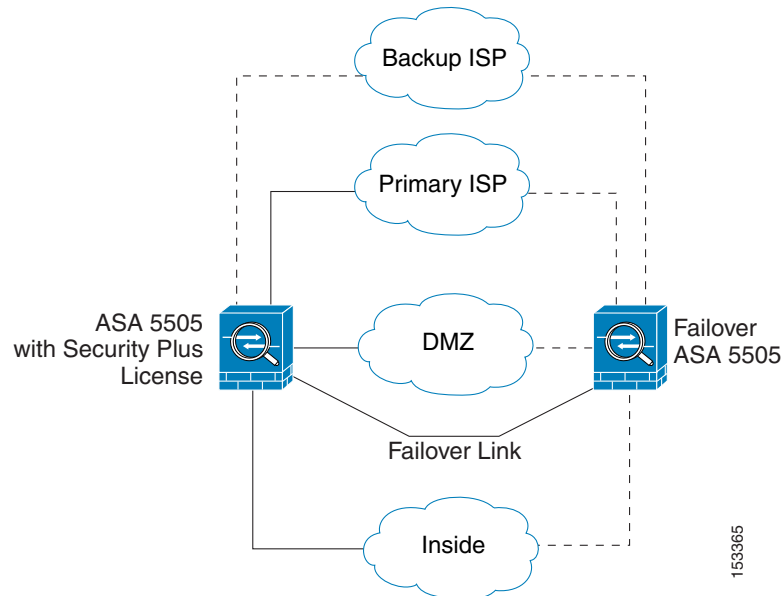 Backup ISP
Primary ISP
ASA 5505
with Security Plus
License
DMZ
Failover
ASA 5505
Failover Link
Inside
153365